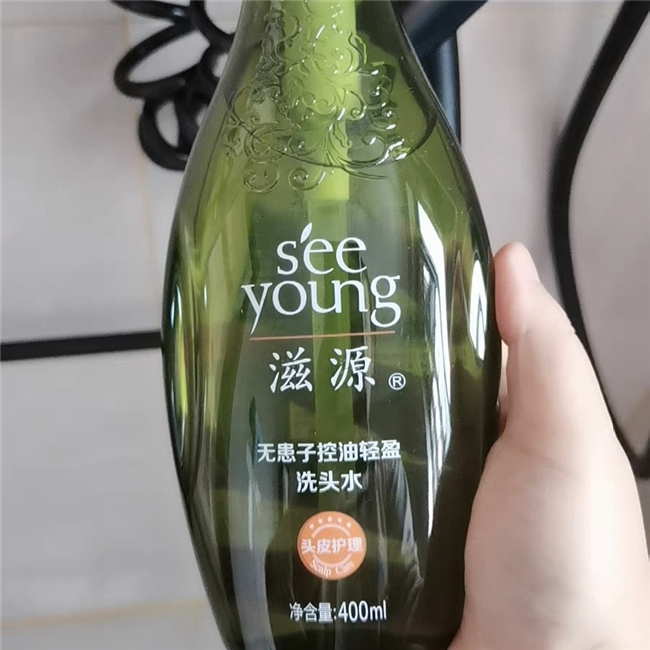 s'ee
young
滋源®
无患子控油轻盈
洗头水
头皮护理
Scalp Care
净含量:400ml